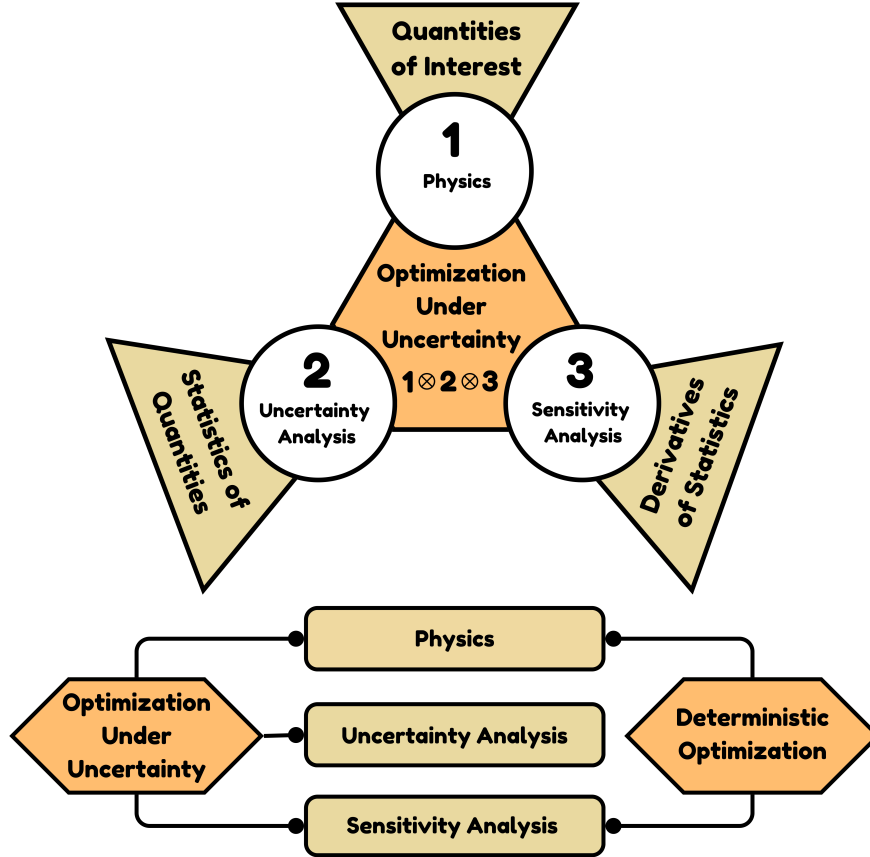 Quantities
of Interest
1
Physics
Optimization
Under
Uncertainty
1⊗2⊗3
2
Uncertainty
Analysis
3
Sensitivity
Analysis
Statistics of
Quantities
Derivatives
of Statistics
Physics
Optimization
Under
Uncertainty
Uncertainty Analysis
Deterministic
Optimization
Sensitivity Analysis